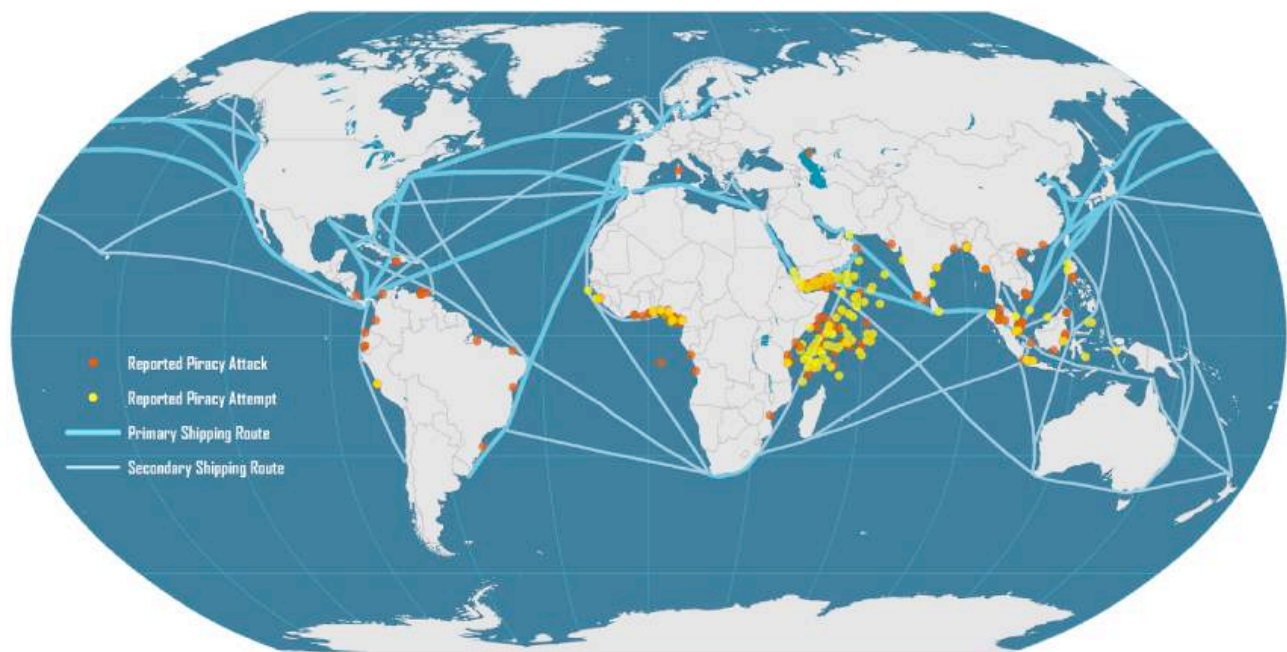 Reported Piracy Attack
Reported Piracy Attempt
Primary Shipping Route
Secondary Shipping Route